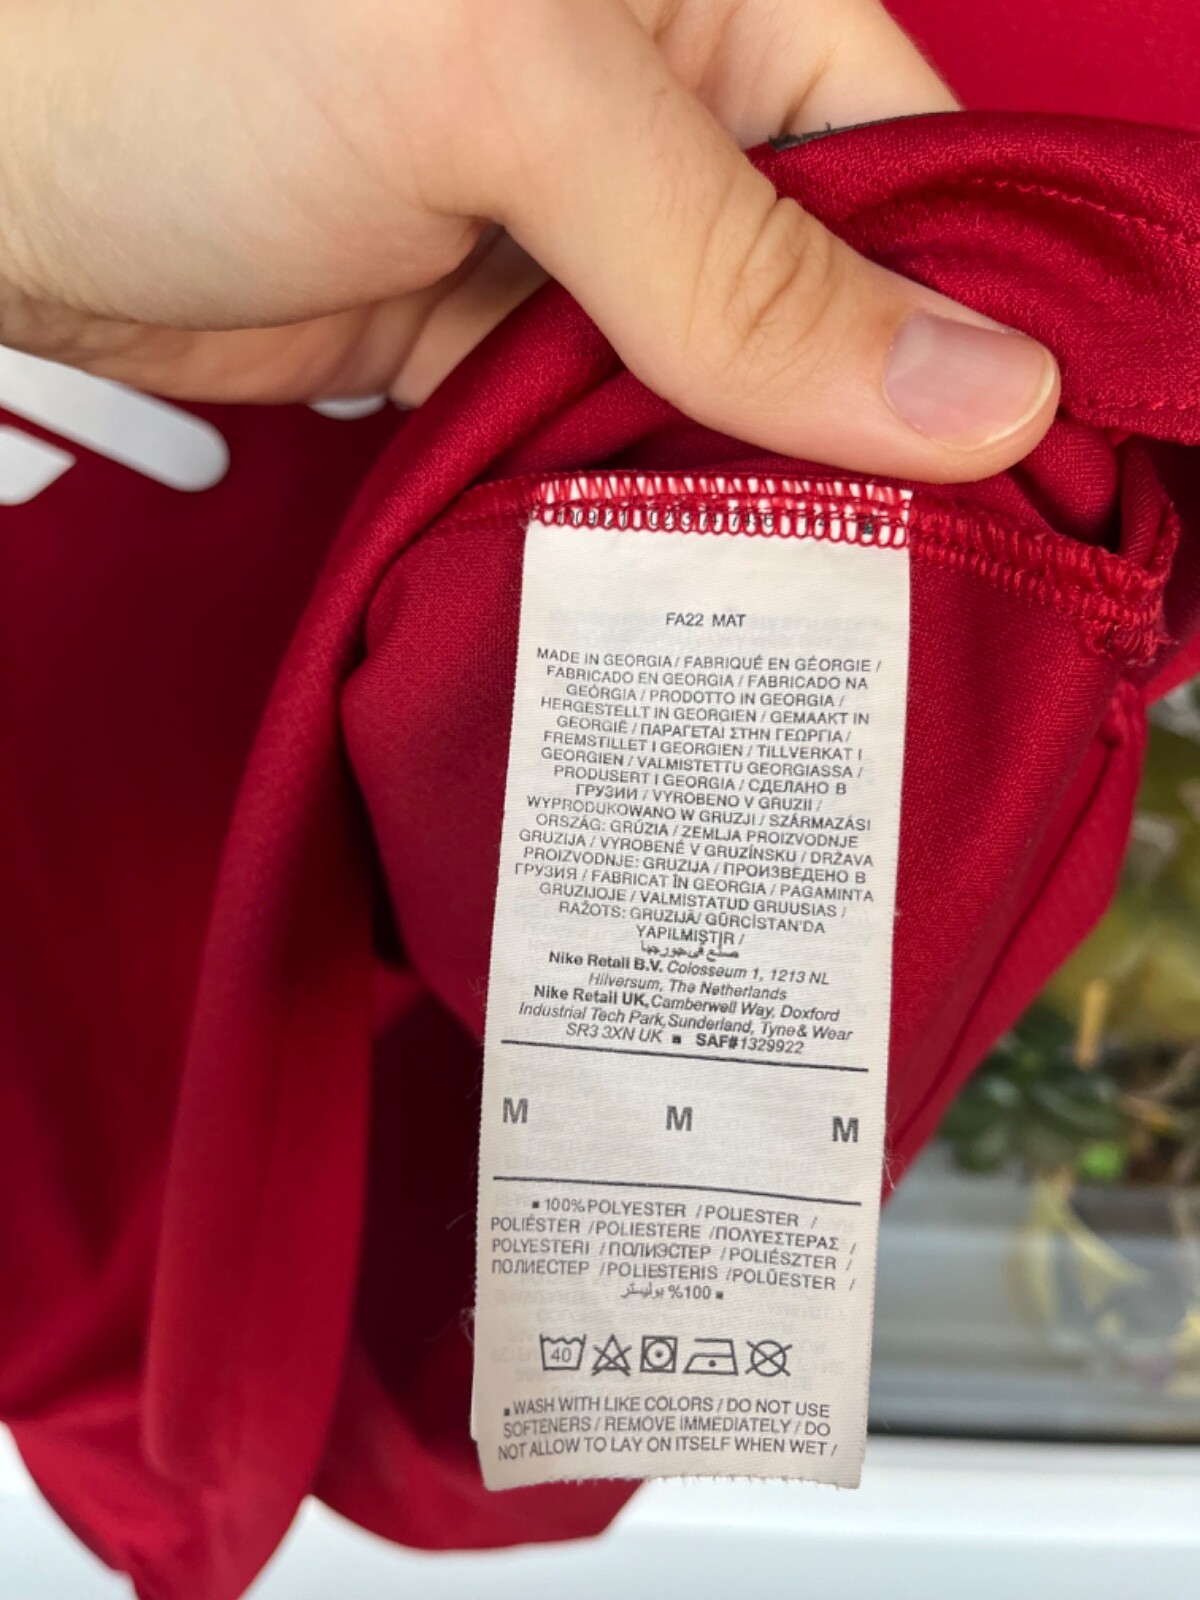 FA22 MAT
MADE IN GEORGIA / FABRIQUÉ EN GÉORGIE /
FABRICADO EN GEORGIA / FABRICADO NA
GEÓRGIA / PRODOTTO IN GEORGIA /
HERGESTELLT IN GEORGIEN / GEMAAKT IN
GEORGIË / ΠΑΡΑΓΕΤΑΙ ΣΤΗΝ ΓΕΩΡΓΙΑ /
FREMSTILLET I GEORGIEN / TILLVERKAT I
GEORGIEN / VALMISTETTU GEORGIASSA /
PRODUSERT I GEORGIA / СДЕЛАНО В
ГРУЗИИ / VYROBENO V GRUZII /
WYPRODUKOWANO W GRUZJI / SZÁRMAZÁSI
ORSZÁG: GRÚZIA / ZEMLJA PROIZVODNJE
GRUZIJA / VYROBENÉ V GRUZÍNSKU / DRŽAVA
PROIZVODNJE: GRUZIJA / ПРОИЗВЕДЕНО В
ГРУЗИЯ / FABRICAT ÎN GEORGIA / PAGAMINTA
GRUZIJOJE / VALMISTATUD GRUUSIAS /
RAŽOTS: GRUZIJĀ/ GÜRCİSTAN'DA
YAPILMIŞTIR /
صنع في جورجيا
Nike Retail B.V. Colosseum 1, 1213 NL
Hilversum, The Netherlands
Nike Retail UK, Camberwell Way, Doxford
Industrial Tech Park, Sunderland, Tyne & Wear
SR3 3XN UK ■ SAF#1329922
M M M
■ 100% POLYESTER / POLIESTER /
POLIÉSTER / POLIESTERE / ΠΟΛΥΕΣΤΕΡΑΣ /
POLYESTERI / ПОЛИЭСТЕР / POLIÉSZTER /
ПОЛИЕСТЕР / POLIESTERIS / POLÜESTER /
■ 100% بوليستر
40
■ WASH WITH LIKE COLORS / DO NOT USE
SOFTENERS / REMOVE IMMEDIATELY / DO
NOT ALLOW TO LAY ON ITSELF WHEN WET /